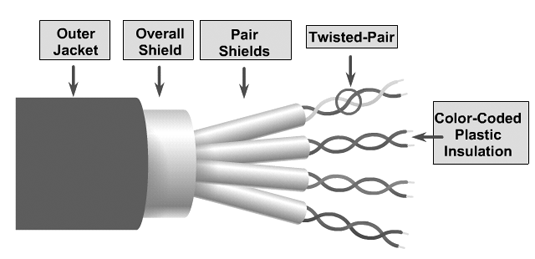 Outer
Jacket
Overall
Shield
Pair
Shields
Twisted-Pair
Color-Coded
Plastic
Insulation